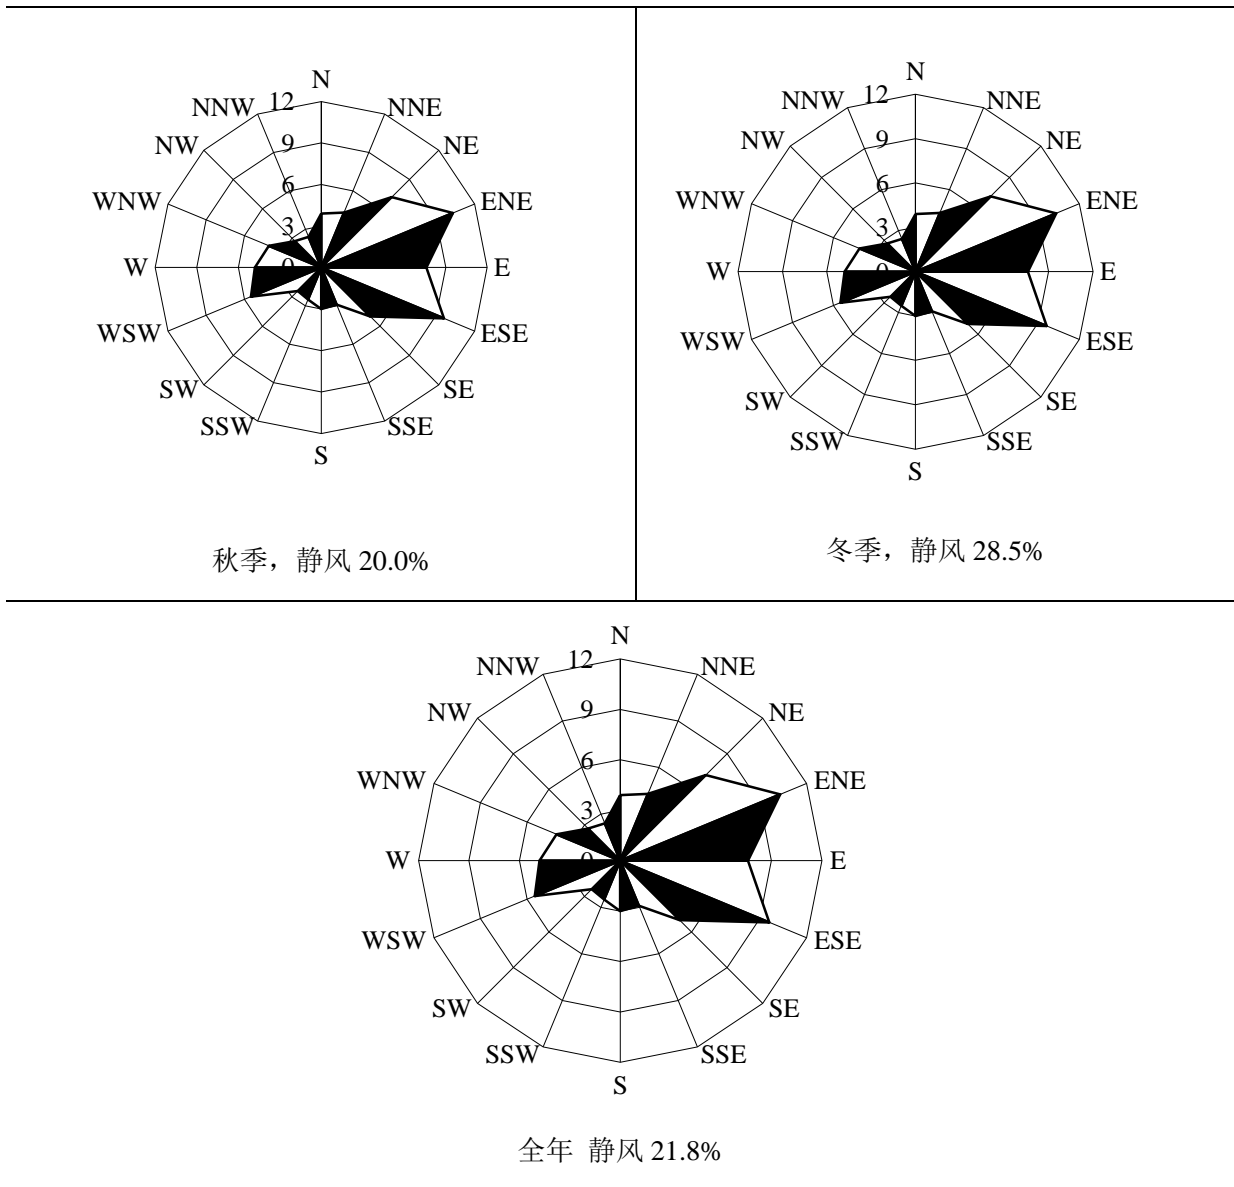 N
NNW 12 NNE
NW 9 NE
6
WNW ENE
3
W 0 E
WSW ESE
SW SE
SSW SSE
S
秋季，静风 20.0%
N
NNW 12 NNE
NW 9 NE
6
WNW ENE
3
W 0 E
WSW ESE
SW SE
SSW SSE
S
冬季，静风 28.5%
N
NNW 12 NNE
NW 9 NE
6
WNW ENE
3
W 0 E
WSW ESE
SW SE
SSW SSE
S
全年 静风 21.8%